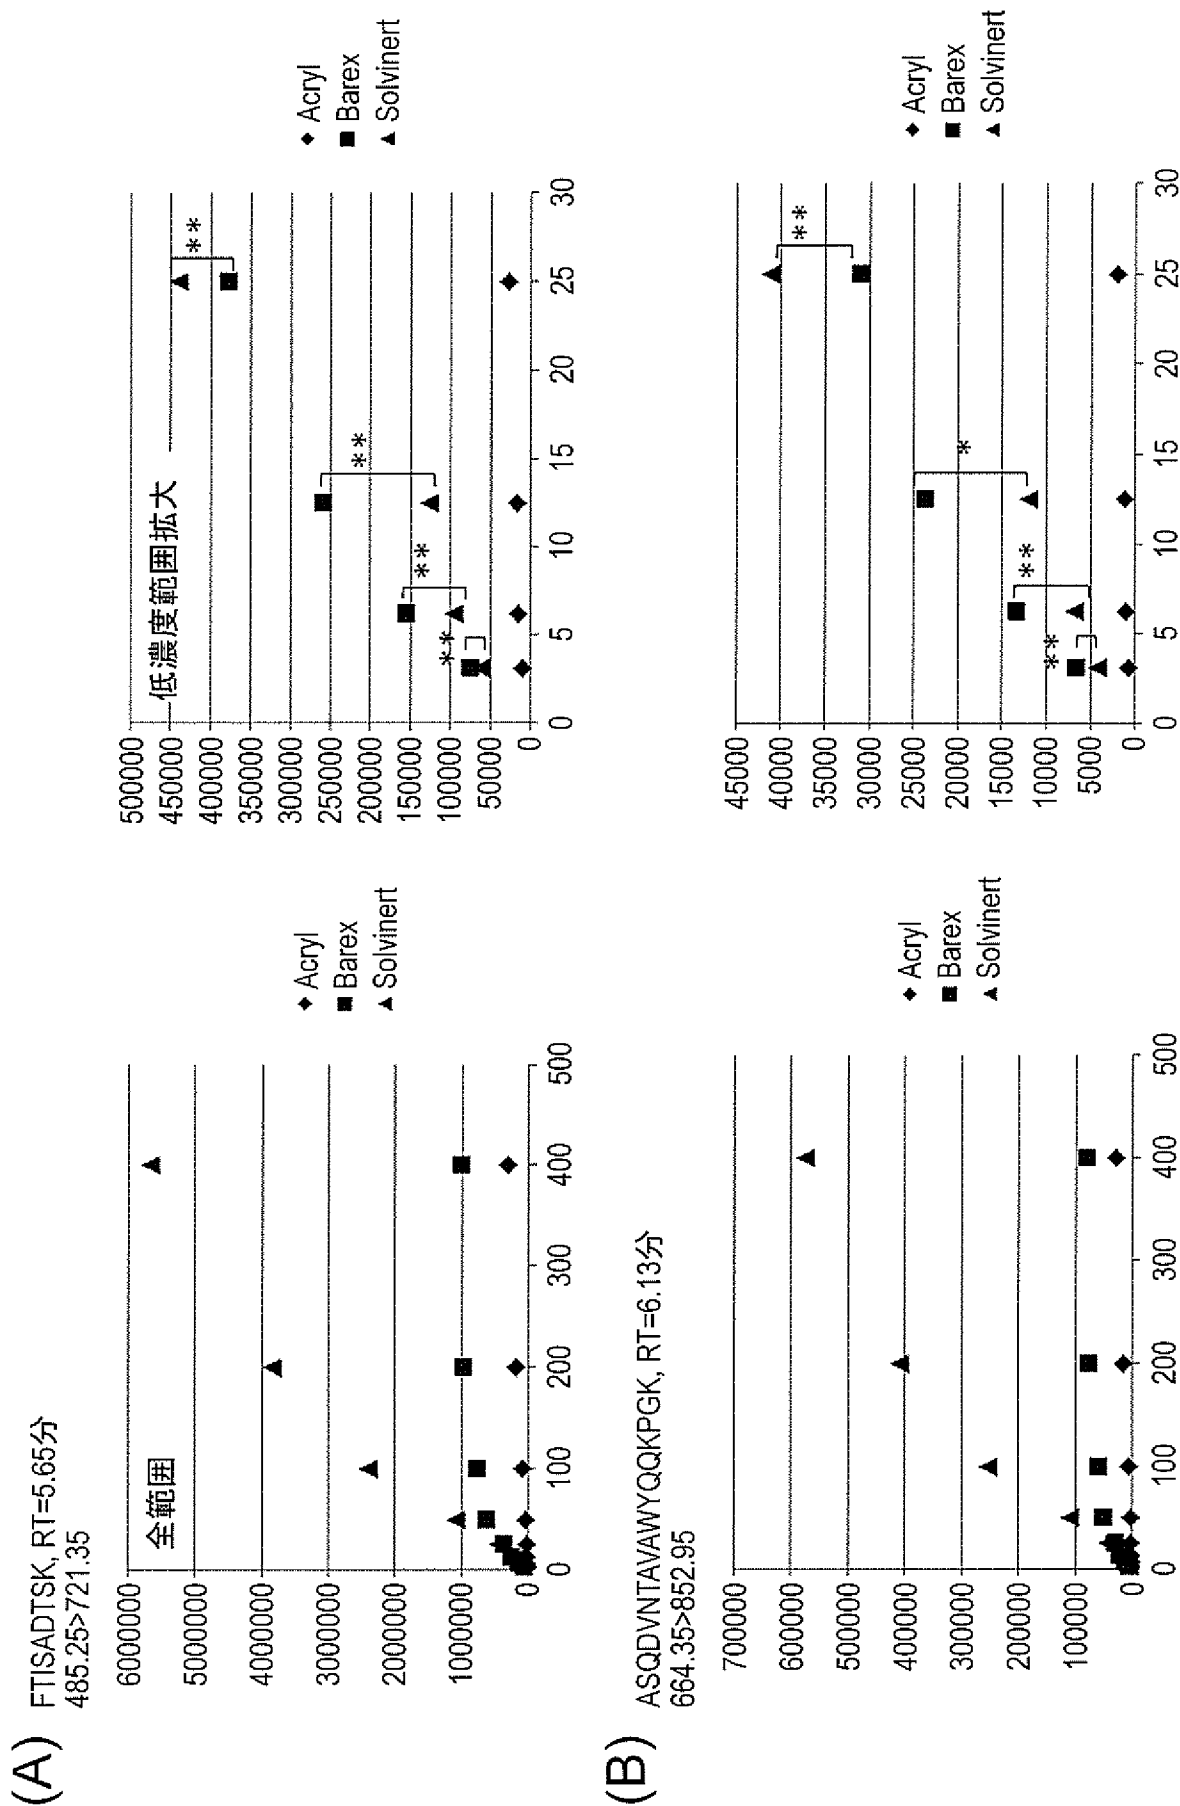 (A)
FTISADTSK, RT=5.65分
485.25>721.35
全範囲
6000000
5000000
4000000
3000000
2000000
1000000
0
0 100 200 300 400 500
◆ Acryl
■ Barex
▲ Solvinert
低濃度範囲拡大
500000
450000
400000
350000
300000
250000
200000
150000
100000
50000
0
0 5 10 15 20 25 30
**
**
**
**
◆ Acryl
■ Barex
▲ Solvinert
(B)
ASQDVNTAVAWYQQKPGK, RT=6.13分
664.35>852.95
700000
600000
500000
400000
300000
200000
100000
0
0 100 200 300 400 500
◆ Acryl
■ Barex
▲ Solvinert
45000
40000
35000
30000
25000
20000
15000
10000
5000
0
0 5 10 15 20 25 30
**
**
*
**
◆ Acryl
■ Barex
▲ Solvinert